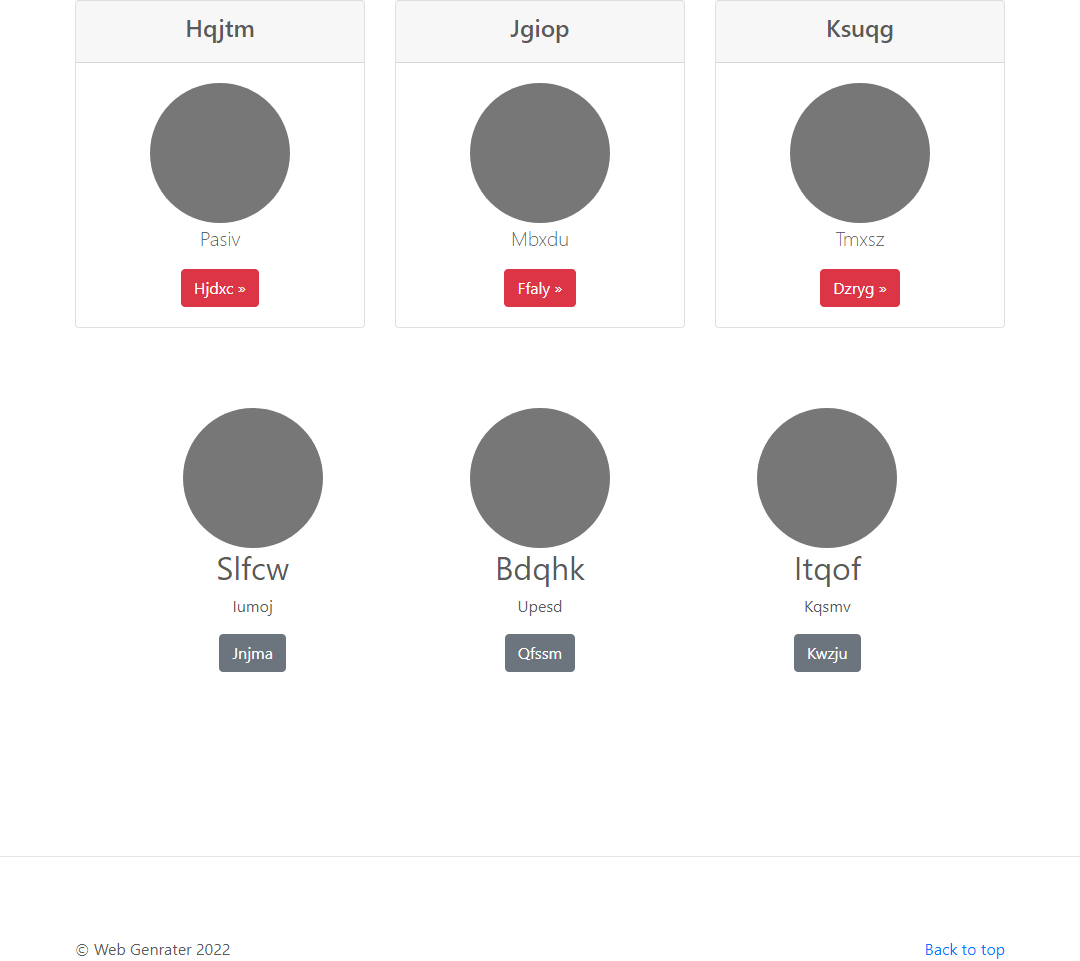 Hqjtm
Jgiop
Ksuqg
Pasiv
Mbxdu
Tmxsz
Hjdxc »
Ffaly »
Dzryg »
Slfcw
Bdqhk
Itqof
Iumoj
Upesd
Kqsmv
Jnjma
Qfssm
Kwzju
© Web Genrater 2022
Back to top